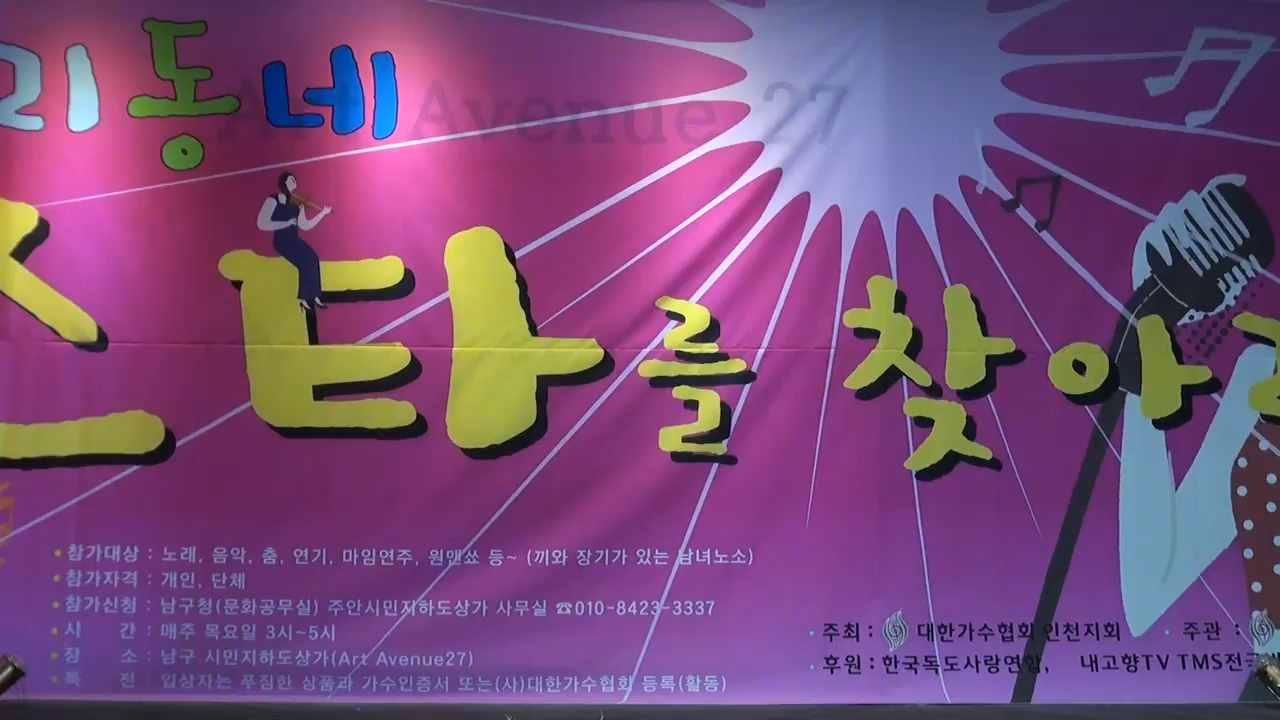 리동네
Art Avenue 27
스타를 찾아
• 참가대상 : 노래, 음악, 춤, 연기, 마임연주, 원맨쑈 등~ (끼와 장기가 있는 남녀노소)
• 참가자격 : 개인, 단체
• 참가신청 : 남구청(문화공무실) 주안시민지하도상가 사무실 ☎010-8423-3337
• 시 간 : 매주 목요일 3시~5시
• 장 소 : 남구 시민지하도상가(Art Avenue27)
• 특 전 : 입상자는 푸짐한 상품과 가수인증서 또는(사)대한가수협회 등록(활동)
• 주최 : 대한가수협회 인천지회 • 주관 :
• 후원 : 한국독도사랑연합, 내고향TV TMS전국